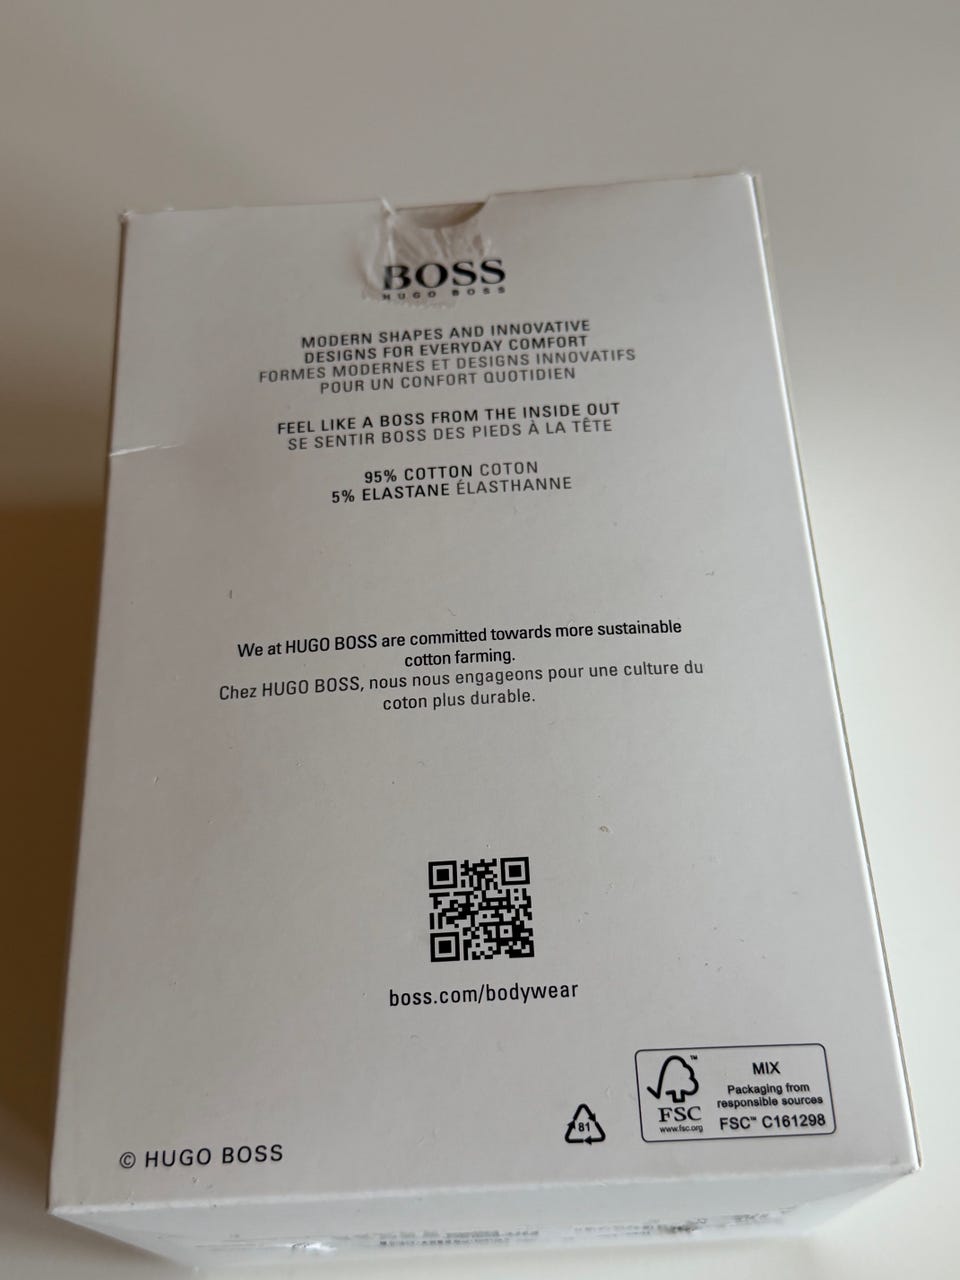 BOSS
HUGO BOSS
MODERN SHAPES AND INNOVATIVE
DESIGNS FOR EVERYDAY COMFORT
FORMES MODERNES ET DESIGNS INNOVATIFS
POUR UN CONFORT QUOTIDIEN
FEEL LIKE A BOSS FROM THE INSIDE OUT
SE SENTIR BOSS DES PIEDS À LA TÊTE
95% COTTON COTON
5% ELASTANE ÉLASTHANNE
We at HUGO BOSS are committed towards more sustainable
cotton farming.
Chez HUGO BOSS, nous nous engageons pour une culture du
coton plus durable.
boss.com/bodywear
© HUGO BOSS
81
FSC
™
www.fsc.org
MIX
Packaging from
responsible sources
FSC™ C161298